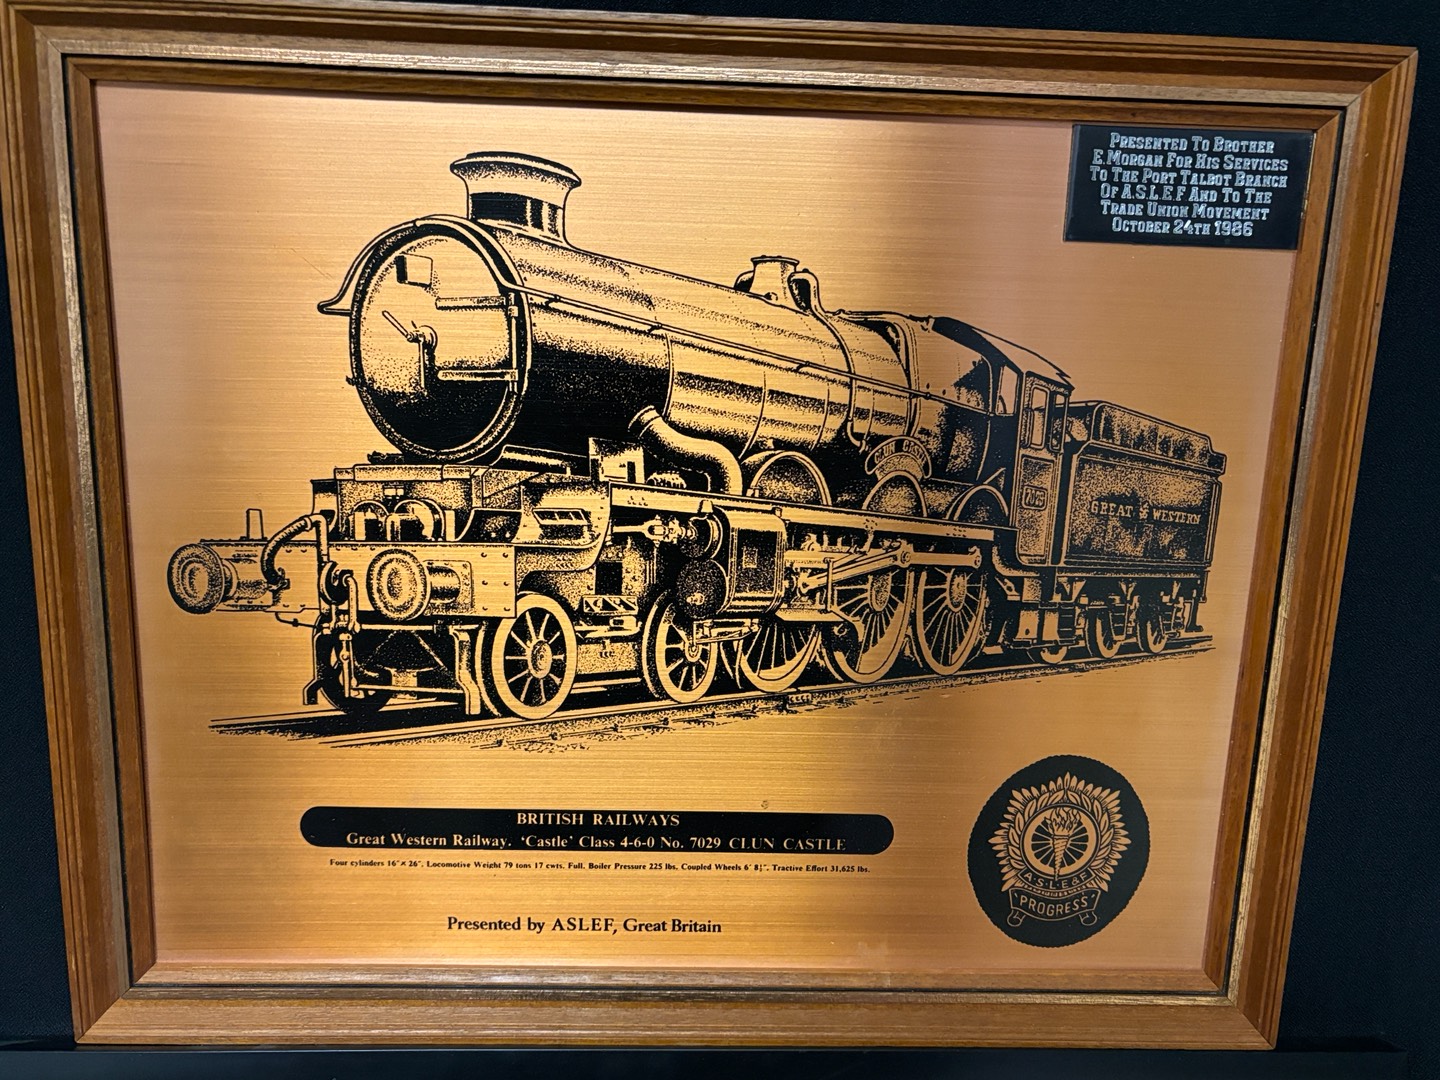 PRESENTED TO BROTHER
E.MORGAN FOR HIS SERVICES
TO THE PORT TALBOT BRANCH
OF A.S.L.E.F AND TO THE
TRADE UNION MOVEMENT
OCTOBER 24TH 1986
CLUN CASTLE
7029
GREAT WESTERN
BRITISH RAILWAYS
Great Western Railway. 'Castle' Class 4-6-0 No. 7029 CLUN CASTLE
Four cylinders 16" × 26". Locomotive Weight 79 tons 17 cwts. Full. Boiler Pressure 225 lbs. Coupled Wheels 6' 8½". Tractive Effort 31,625 lbs.
Presented by ASLEF, Great Britain
A·S·L·E&F
PROGRESS